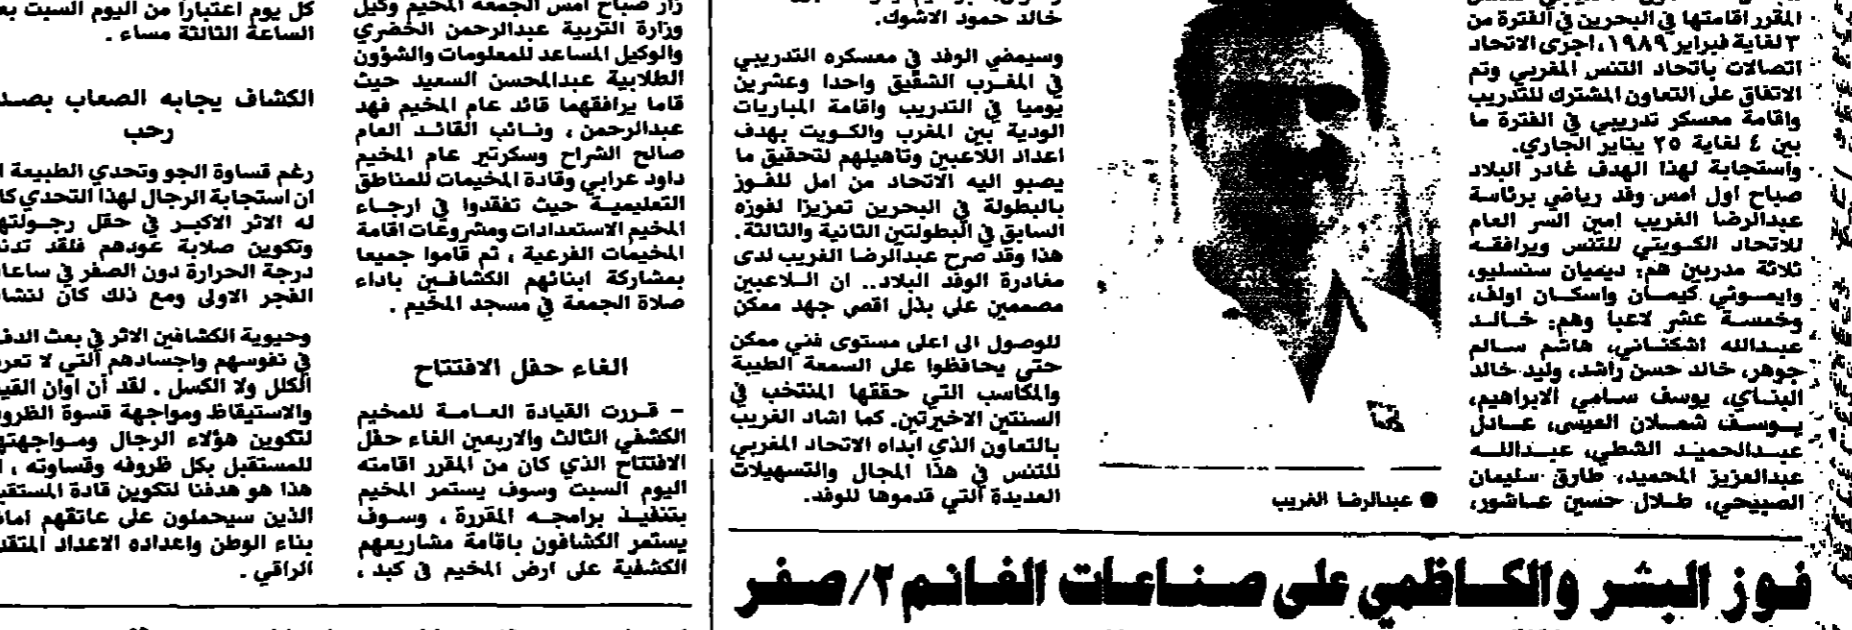 المقرر اقامتها في البحرين في الفترة من
٣ لغاية فبراير ١٩٨٩، اجرى الاتحاد
اتصالات باتحاد التنس المغربي وتم
الاتفاق على التعاون المشترك للتدريب
واقامة معسكر تدريبي في الفترة ما
بين ٤ لغاية ٢٥ يناير الجاري.
واستجابة لهذا الهدف غادر البلاد
صباح اول امس وفد رياضي برئاسة
عبدالرضا الغريب امين السر العام
للاتحاد الكويتي للتنس ويرافقه
ثلاثة مدربين هم: ديميان ستسليو،
وايموثي كيمان واسكان اولف،
وخمسة عشر لاعبا وهم: خالد
عبدالله اشكناني، هاشم سالم
جوهر، خالد حسن راشد، وليد خالد
البناي، يوسف سامي الابراهيم،
يوسف شملان العيسى، عادل
عبدالحميد الشطي، عبدالله
عبدالعزيز المحميد، طارق سليمان
الصبيحي، طلال حسين عاشور،
● عبدالرضا الغريب
خالد حمود الاشوك.
وسيمضي الوفد في معسكره التدريبي
في المغرب الشقيق واحدا وعشرين
يوميا في التدريب واقامة المباريات
الودية بين المغرب والكويت بهدف
اعداد اللاعبين وتاهيلهم لتحقيق ما
يصبو اليه الاتحاد من امل للفوز
بالبطولة في البحرين تعزيزا لفوزه
السابق في البطولتين الثانية والثالثة.
هذا وقد صرح عبدالرضا الغريب لدى
مغادرة الوفد البلاد.. ان اللاعبين
مصممين على بذل اقصى جهد ممكن
للوصول الى اعلى مستوى فني ممكن
حتى يحافظوا على السمعة الطيبة
والمكاسب التي حققها المنتخب في
السنتين الاخيرتين. كما اشاد الغريب
بالتعاون الذي ابداه الاتحاد المغربي
للتنس في هذا المجال والتسهيلات
العديدة التي قدموها للوفد.
فوز البشر والكاظمي على صناعات الغانم ٢/صفر
زار صباح امس الجمعة المخيم وكيل
وزارة التربية عبدالرحمن الخضري
والوكيل المساعد للمعلومات والشؤون
الطلابية عبدالمحسن السعيد حيث
قاما يرافقهما قائد عام المخيم فهد
عبدالرحمن ، ونائب القائد العام
صالح الشراح وسكرتير عام المخيم
داود عرابي وقادة المخيمات للمناطق
التعليمية حيث تفقدوا في ارجاء
المخيم الاستعدادات ومشروعات اقامة
المخيمات الفرعية ، ثم قاموا جميعا
بمشاركة ابنائهم الكشافين باداء
صلاة الجمعة في مسجد المخيم .
الغاء حفل الافتتاح
– قررت القيادة العامة للمخيم
الكشفي الثالث والاربعين الغاء حفل
الافتتاح الذي كان من المقرر اقامته
اليوم السبت وسوف يستمر المخيم
بتنفيذ برامجه المقررة ، وسوف
يستمر الكشافون باقامة مشاريعهم
الكشفية على ارض المخيم في كبد ،
كل يوم اعتبارا من اليوم السبت
الساعة الثالثة مساء .
الكشاف يجابه الصعاب بصدر
رحب
رغم قساوة الجو وتحدي الطبيعة
ان استجابة الرجال لهذا التحدي
له الاثر الاكبر في حقل
وتكوين صلابة عودهم فلقد
درجة الحرارة دون الصفر في
الفجر الاولى ومع ذلك كان
وحيوية الكشافين الاثر في بعث
في نفوسهم واجسادهم التي لا
الكلل ولا الكسل . لقد آن اوان
والاستيقاظ ومواجهة قسوة
لتكوين هؤلاء الرجال
للمستقبل بكل ظروفه وقساوته ،
هذا هو هدفنا لتكوين قادة
الذين سيحملون على عاتقهم
بناء الوطن واعداده الاعداد
الراقي .